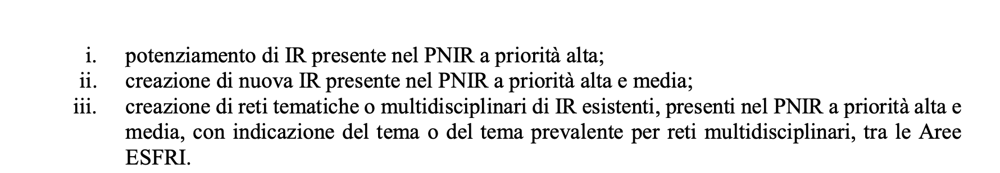 i. potenziamento di IR presente nel PNIR a priorità alta;
ii. creazione di nuova IR presente nel PNIR a priorità alta e media;
iii. creazione di reti tematiche o multidisciplinari di IR esistenti, presenti nel PNIR a priorità alta e
media, con indicazione del tema o del tema prevalente per reti multidisciplinari, tra le Aree
ESFRI.